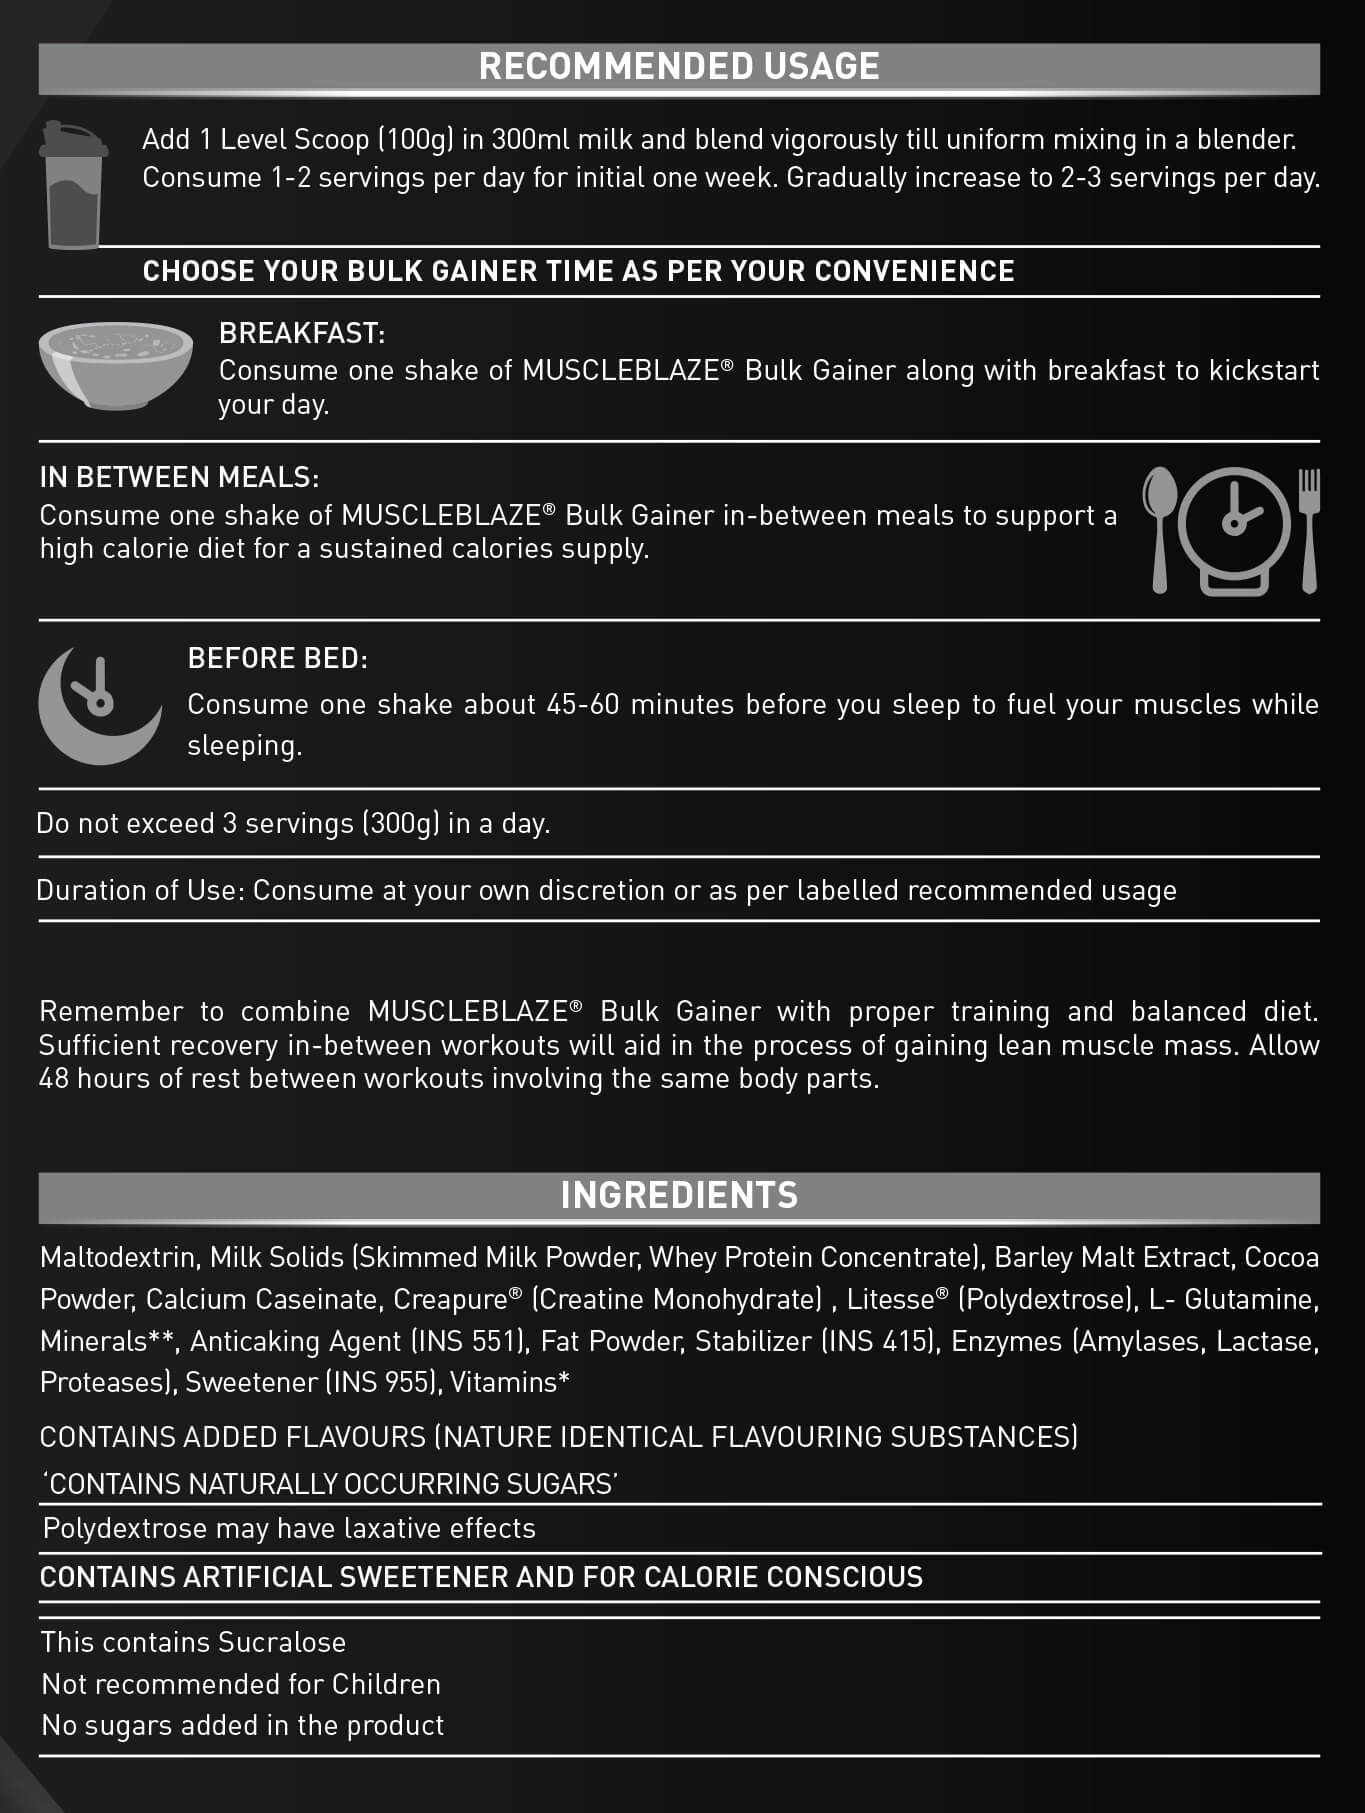 RECOMMENDED USAGE
Add 1 Level Scoop (100g) in 300ml milk and blend vigorously till uniform mixing in a blender.
Consume 1-2 servings per day for initial one week. Gradually increase to 2-3 servings per day.
CHOOSE YOUR BULK GAINER TIME AS PER YOUR CONVENIENCE
BREAKFAST:
Consume one shake of MUSCLEBLAZE® Bulk Gainer along with breakfast to kickstart
your day.
IN BETWEEN MEALS:
Consume one shake of MUSCLEBLAZE® Bulk Gainer in-between meals to support a
high calorie diet for a sustained calories supply.
BEFORE BED:
Consume one shake about 45-60 minutes before you sleep to fuel your muscles while
sleeping.
Do not exceed 3 servings (300g) in a day.
Duration of Use: Consume at your own discretion or as per labelled recommended usage
Remember to combine MUSCLEBLAZE® Bulk Gainer with proper training and balanced diet.
Sufficient recovery in-between workouts will aid in the process of gaining lean muscle mass. Allow
48 hours of rest between workouts involving the same body parts.
INGREDIENTS
Maltodextrin, Milk Solids (Skimmed Milk Powder, Whey Protein Concentrate), Barley Malt Extract, Cocoa
Powder, Calcium Caseinate, Creapure® (Creatine Monohydrate) , Litesse® (Polydextrose), L- Glutamine,
Minerals**, Anticaking Agent (INS 551), Fat Powder, Stabilizer (INS 415), Enzymes (Amylases, Lactase,
Proteases), Sweetener (INS 955), Vitamins*
CONTAINS ADDED FLAVOURS (NATURE IDENTICAL FLAVOURING SUBSTANCES)
‘CONTAINS NATURALLY OCCURRING SUGARS’
Polydextrose may have laxative effects
CONTAINS ARTIFICIAL SWEETENER AND FOR CALORIE CONSCIOUS
This contains Sucralose
Not recommended for Children
No sugars added in the product